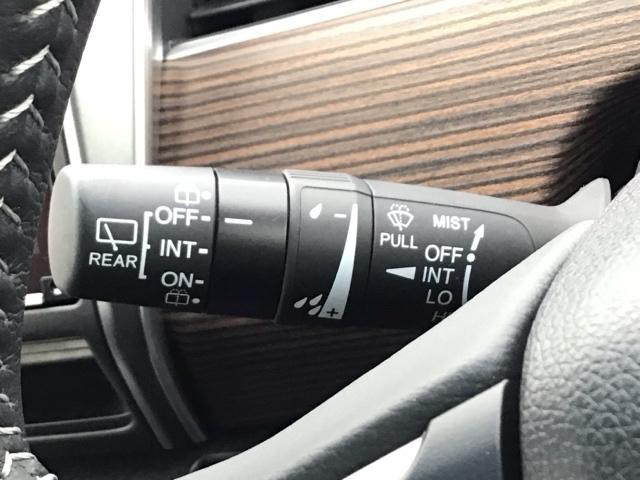 REAR
OFF
INT
ON
−
+
PULL
MIST
OFF
INT
LO